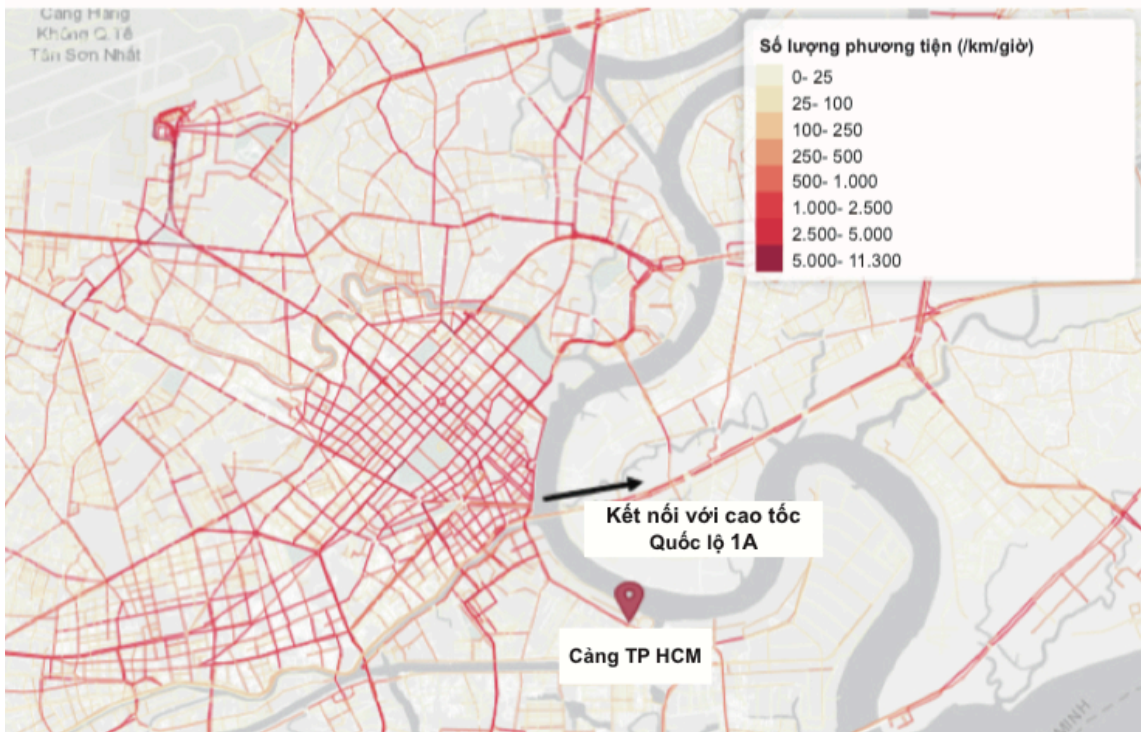 Cảng Hàng
Không Q.Tế
Tân Sơn Nhất
Số lượng phương tiện (/km/giờ)
0- 25
25- 100
100- 250
250- 500
500- 1.000
1.000- 2.500
2.500- 5.000
5.000- 11.300
Kết nối với cao tốc
Quốc lộ 1A
Cảng TP HCM
MINH